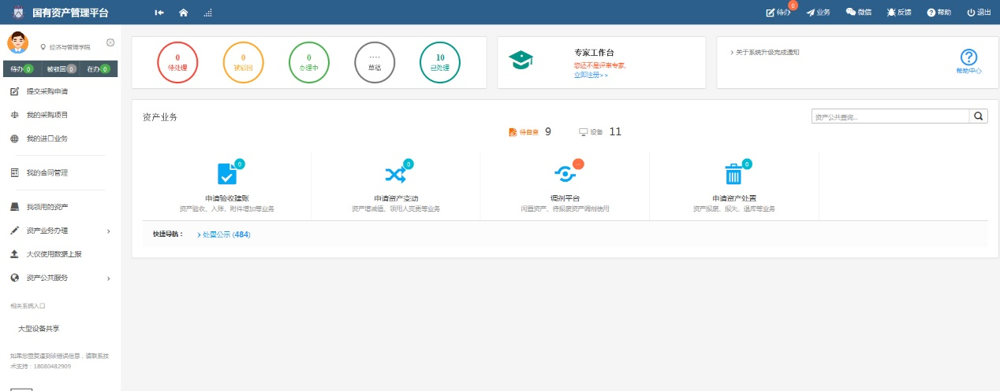 国有资产管理平台
待办 0
业务
微信
反馈
帮助
退出
经济与管理学院
待办 0 被驳回 0 在办 0
提交采购申请
我的采购项目
我的进口业务
我的合同管理
我领用的资产
资产业务办理
大仪使用数据上报
资产公共服务
相关系统入口
大型设备共享
如果您重复遇到该错误信息，请联系技
术支持：18080482909
0
待处理
0
被驳回
0
办理中
....
草稿
10
已处理
专家工作台
您还不是评审专家,
立即注册>>
关于系统升级完成通知
帮助中心
资产业务
资产公共查询...
待自查 9 设备 11
0
申请验收建账
资产验收、入账、附件增加等业务
0
申请资产变动
资产增减值、领用人变更等业务
...
调剂平台
闲置资产、待报废资产调剂使用
0
申请资产处置
资产报废、报失、退库等业务
快捷导航： 处置公示 (484)